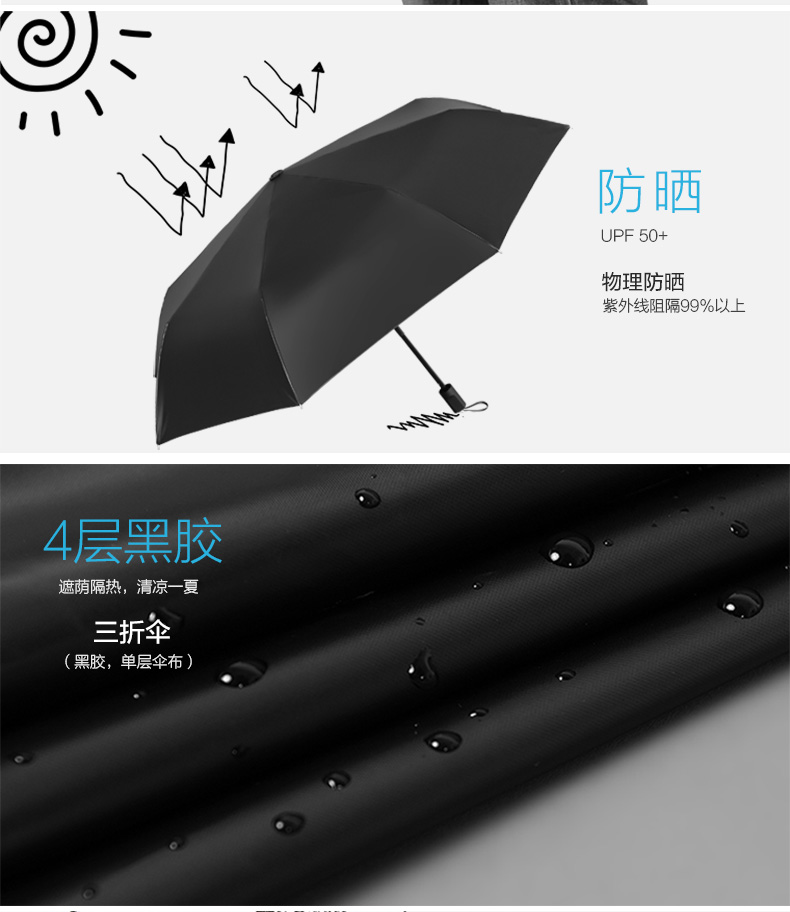 防晒
UPF 50+
物理防晒
紫外线阻隔99%以上
4层黑胶
遮荫隔热，清凉一夏
三折伞
（黑胶，单层伞布）